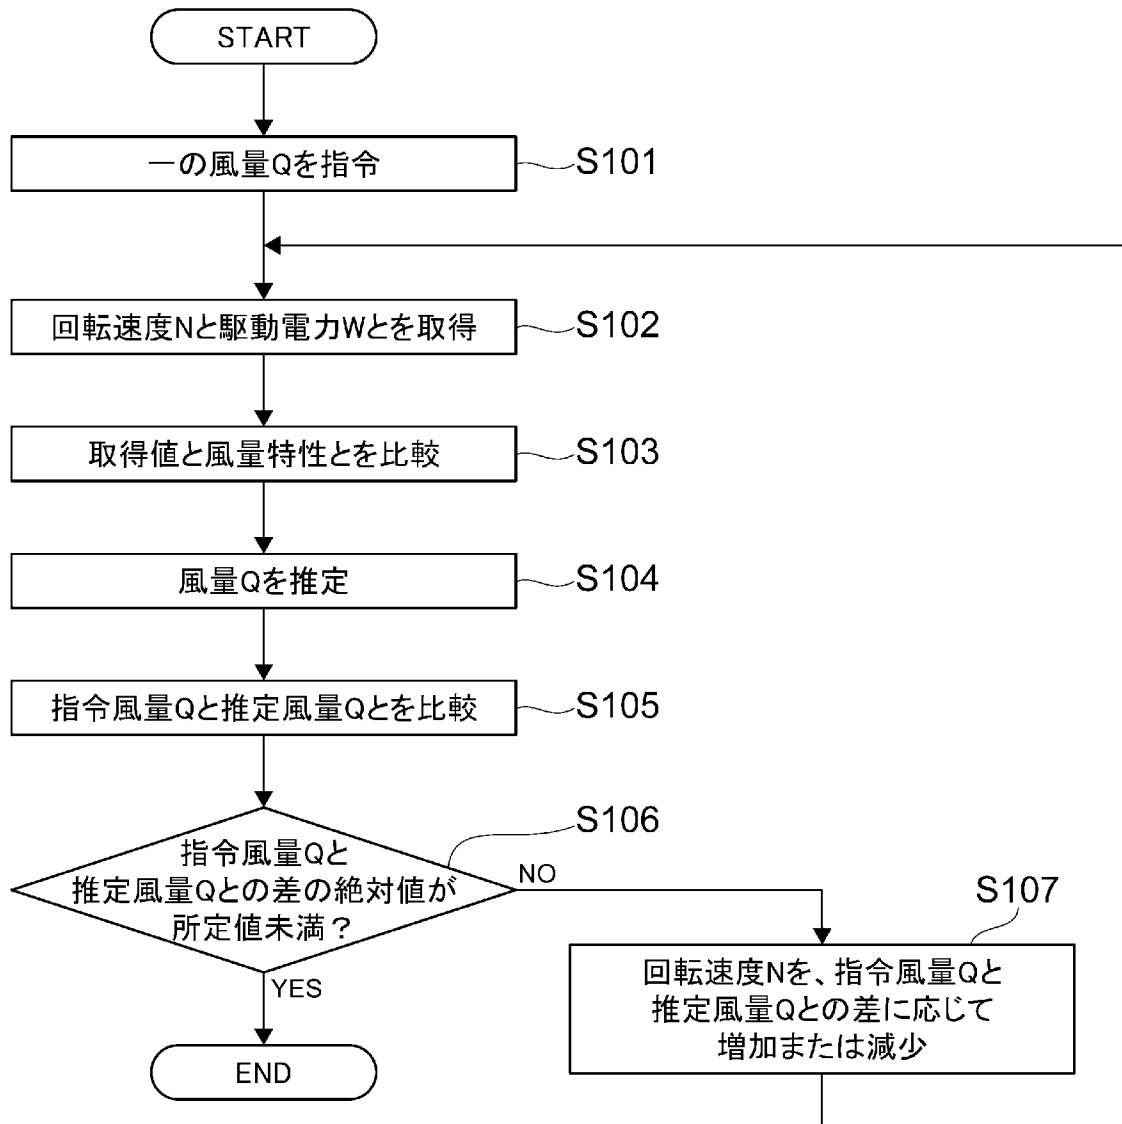 START
一の風量Qを指令
S101
回転速度Nと駆動電力Wとを取得
S102
取得値と風量特性とを比較
S103
風量Qを推定
S104
指令風量Qと推定風量Qとを比較
S105
S106
指令風量Qと
推定風量Qとの差の絶対値が
所定値未満？
NO
YES
S107
回転速度Nを、指令風量Qと
推定風量Qとの差に応じて
増加または減少
END